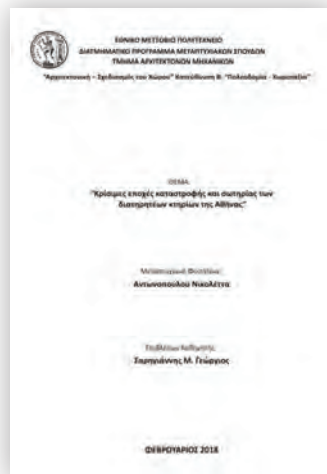 ΕΘΝΙΚΟ ΜΕΤΣΟΒΙΟ ΠΟΛΥΤΕΧΝΕΙΟ
ΔΙΑΤΜΗΜΑΤΙΚΟ ΠΡΟΓΡΑΜΜΑ ΜΕΤΑΠΤΥΧΙΑΚΩΝ ΣΠΟΥΔΩΝ
ΤΜΗΜΑ ΑΡΧΙΤΕΚΤΟΝΩΝ ΜΗΧΑΝΙΚΩΝ
"Αρχιτεκτονική – Σχεδιασμός του Χώρου" Κατεύθυνση Β: "Πολεοδομία - Χωροταξία"
ΘΕΜΑ
"Κρίσιμες εποχές καταστροφής και σωτηρίας των
διατηρητέων κτηρίων της Αθήνας"
Μεταπτυχιακή Φοιτήτρια
Αντωνοπούλου Νικολέττα
Επιβλέπων Καθηγητής
Σαρηγιάννης Μ. Γεώργιος
ΦΕΒΡΟΥΑΡΙΟΣ 2018